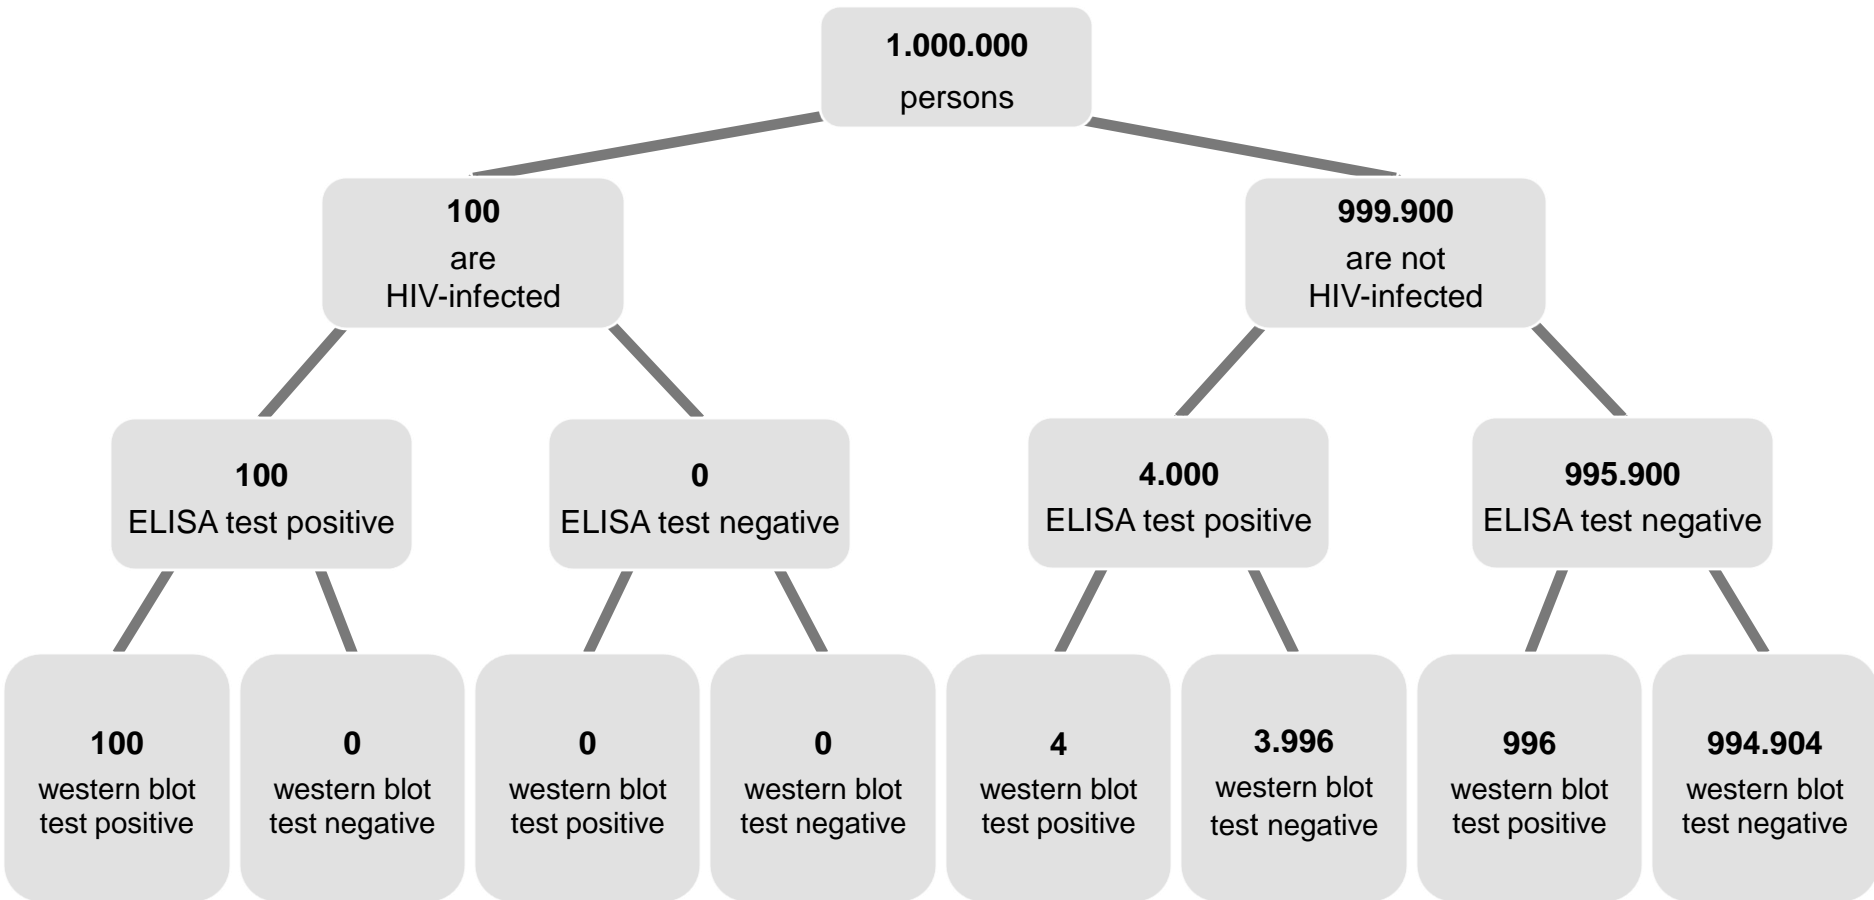 1.000.000
persons
100
are
HIV-infected
999.900
are not
HIV-infected
100
ELISA test positive
0
ELISA test negative
4.000
ELISA test positive
995.900
ELISA test negative
100
western blot
test positive
0
western blot
test negative
0
western blot
test positive
0
western blot
test negative
4
western blot
test positive
3.996
western blot
test negative
996
western blot
test positive
994.904
western blot
test negative